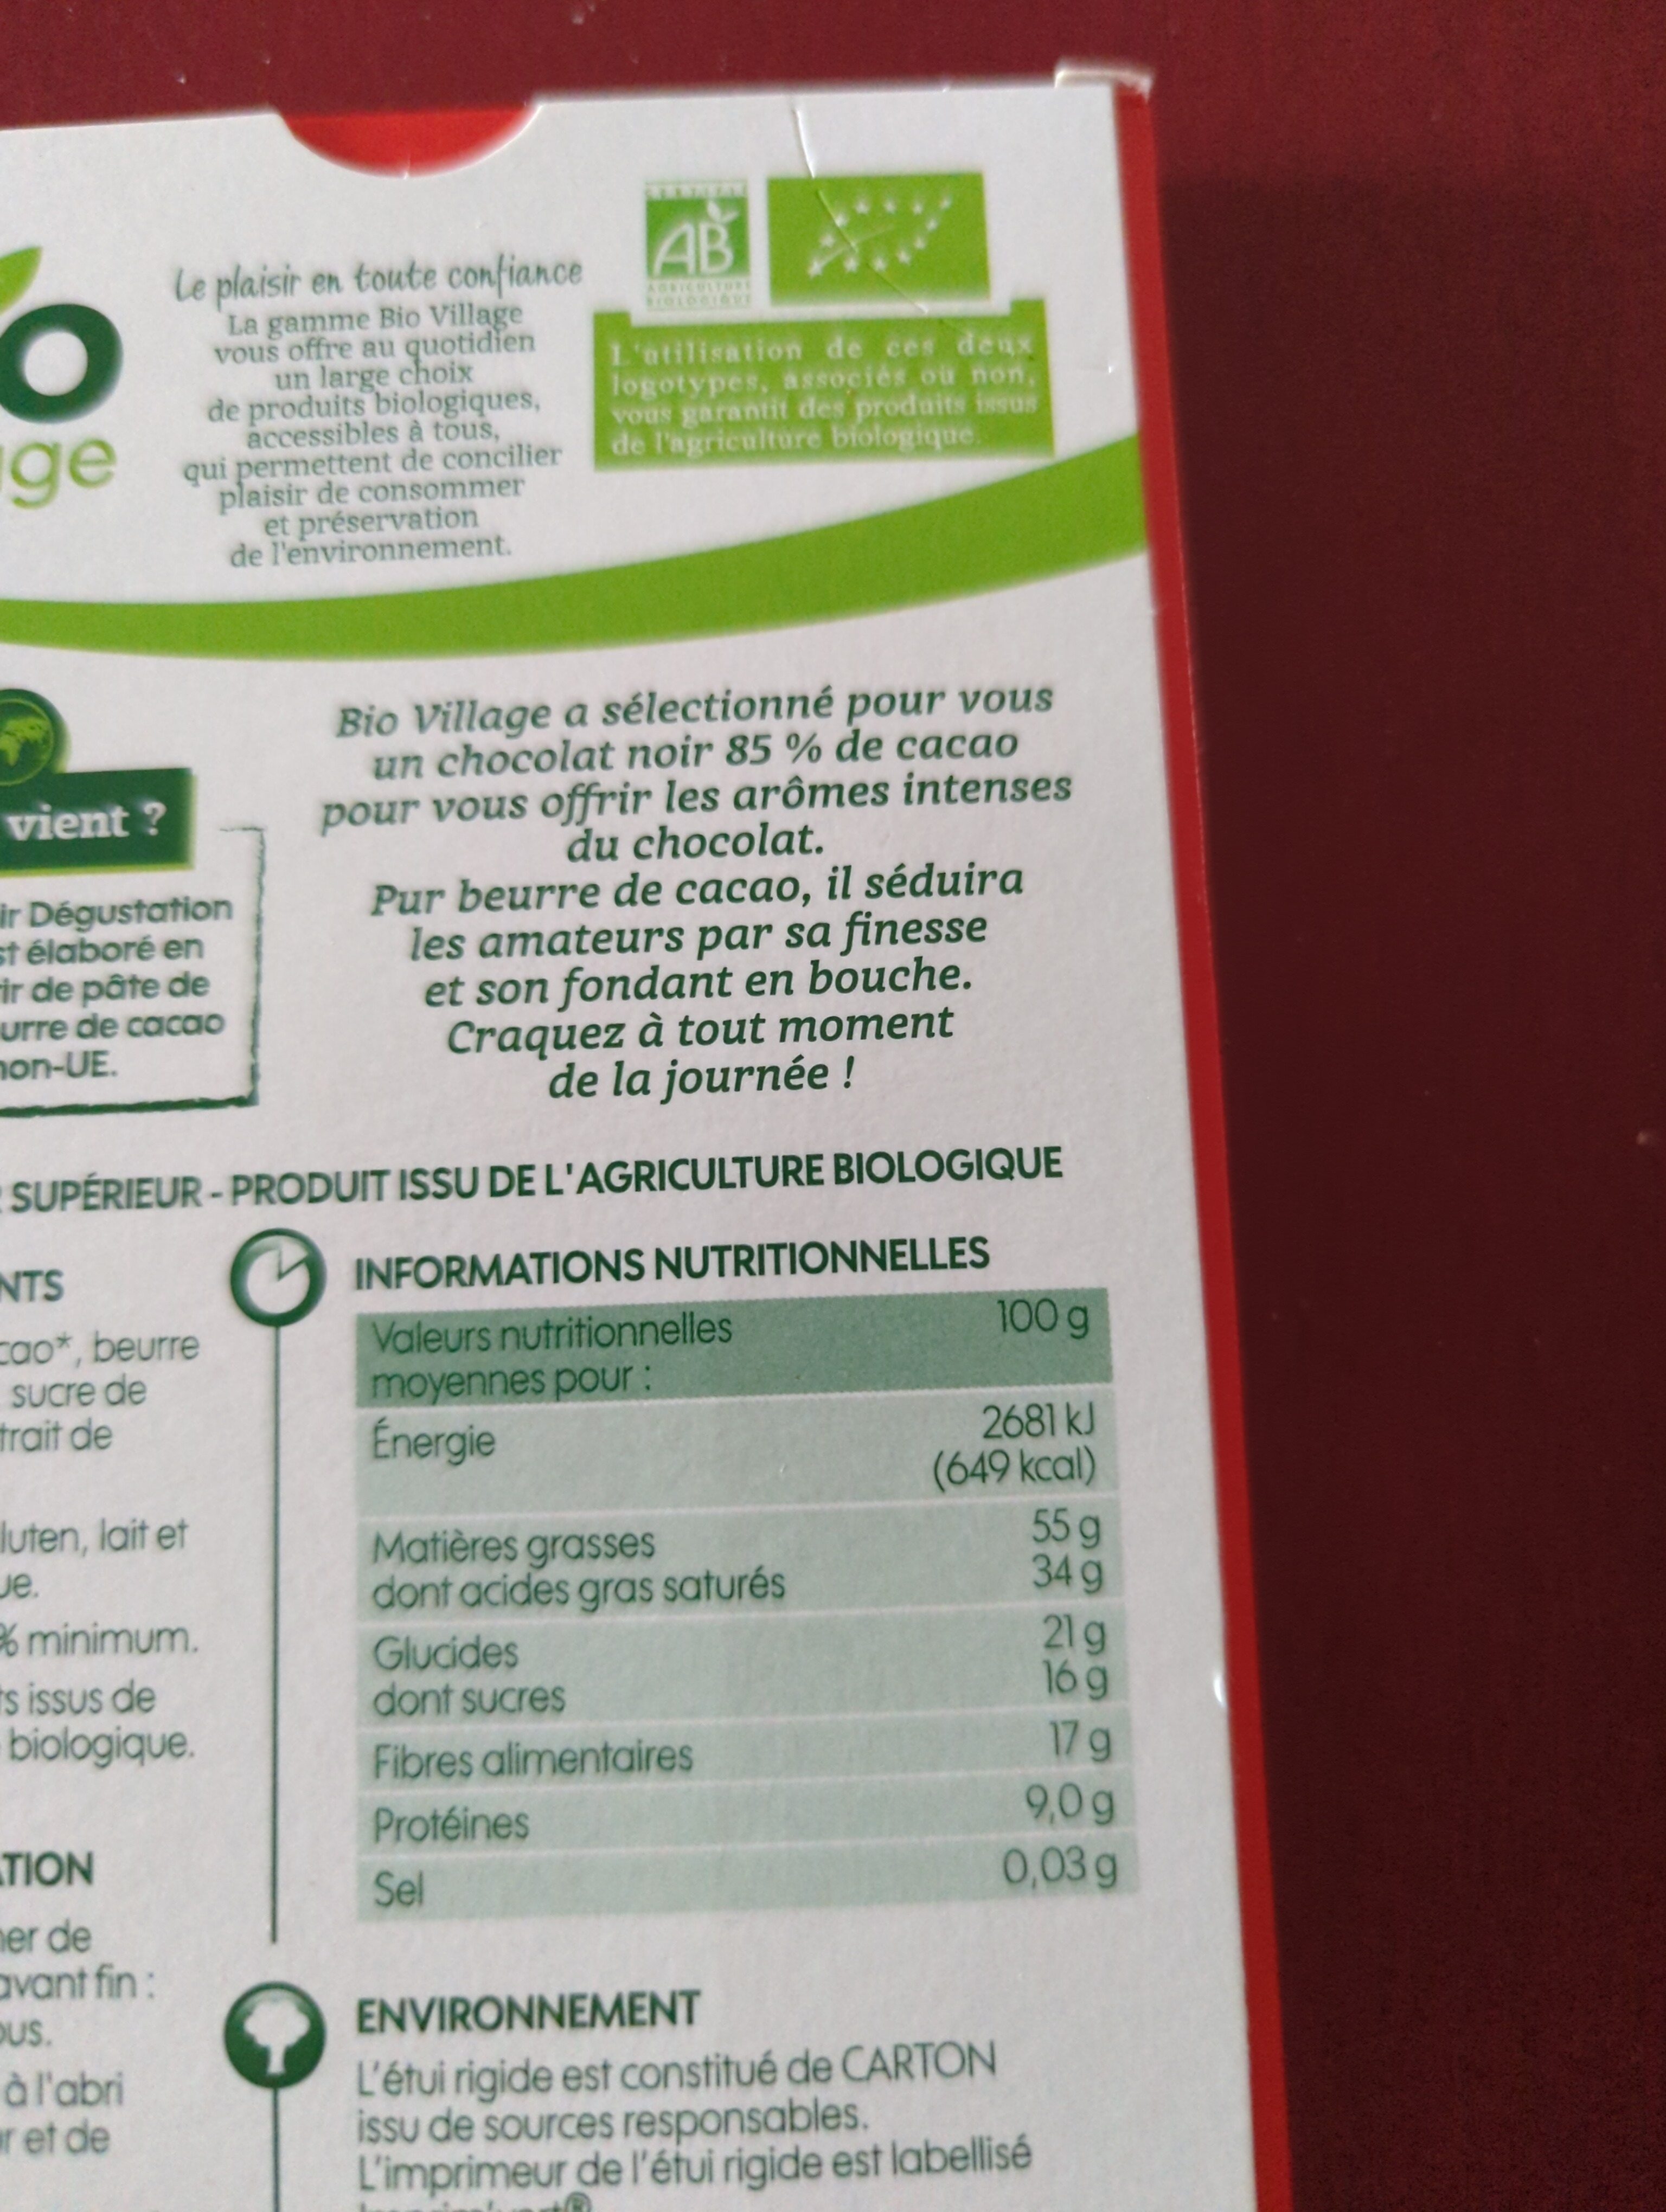 Le plaisir en toute confiance
La gamme Bio Village
vous offre au quotidien
un large choix
de produits biologiques,
accessibles à tous,
qui permettent de concilier
plaisir de consommer
et préservation
de l'environnement.
AB
AGRICULTURE
BIOLOGIQUE
L'utilisation de ces deux
logotypes, associés ou non,
vous garantit des produits issus
de l'agriculture biologique.
o
ge
vient ?
ir Dégustation
st élaboré en
ir de pâte de
urre de cacao
non-UE.
Bio Village a sélectionné pour vous
un chocolat noir 85 % de cacao
pour vous offrir les arômes intenses
du chocolat.
Pur beurre de cacao, il séduira
les amateurs par sa finesse
et son fondant en bouche.
Craquez à tout moment
de la journée !
SUPÉRIEUR - PRODUIT ISSU DE L'AGRICULTURE BIOLOGIQUE
NTS
cao*, beurre
sucre de
trait de
luten, lait et
ue.
% minimum.
ts issus de
biologique.
ATION
er de
avant fin :
ous.
à l'abri
r et de
INFORMATIONS NUTRITIONNELLES
Valeurs nutritionnelles 100 g
moyennes pour :
Énergie 2681 kJ
(649 kcal)
Matières grasses 55 g
dont acides gras saturés 34 g
Glucides 21 g
dont sucres 16 g
Fibres alimentaires 17 g
Protéines 9,0 g
Sel 0,03 g
ENVIRONNEMENT
L'étui rigide est constitué de CARTON
issu de sources responsables.
L'imprimeur de l'étui rigide est labellisé